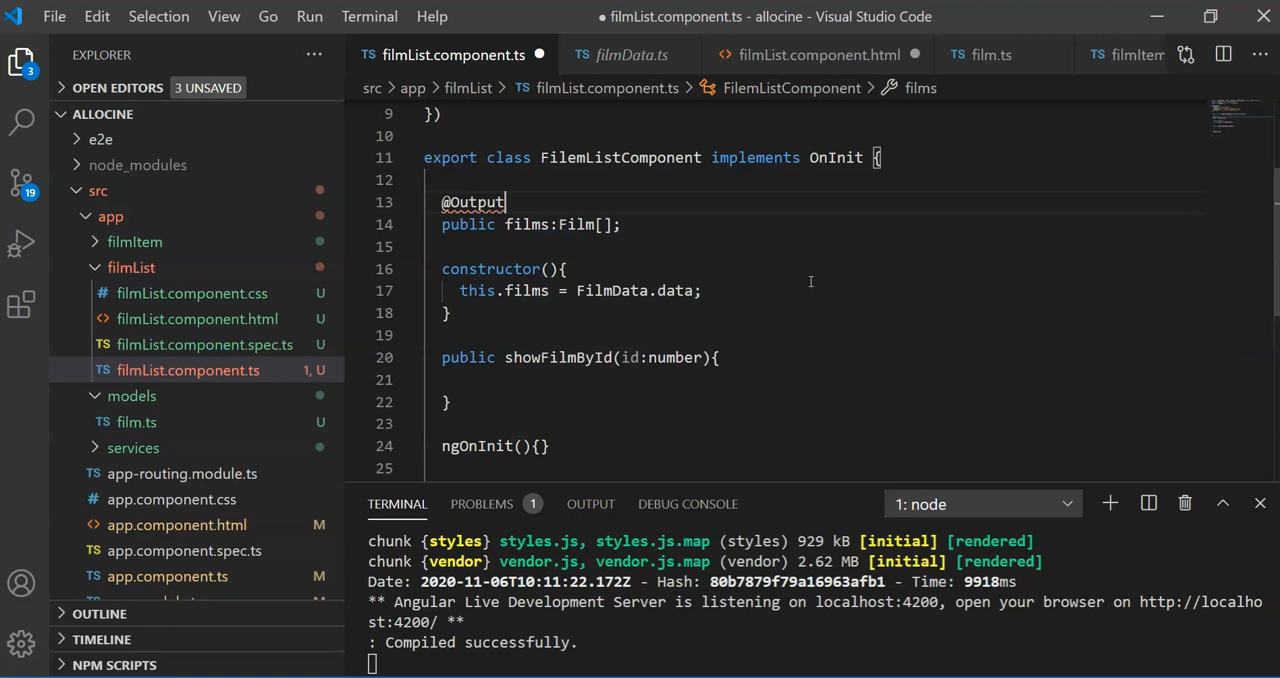 File Edit Selection View Go Run Terminal Help ● filmList.component.ts - allocine - Visual Studio Code
EXPLORER ···
TS filmList.component.ts ● TS filmData.ts <> filmList.component.html ● TS film.ts TS filmItem
3
OPEN EDITORS 3 UNSAVED
src > app > filmList > TS filmList.component.ts > FilemListComponent > films
ALLOCINE
e2e
node_modules
19
src
app
filmItem
filmList
# filmList.component.css U
<> filmList.component.html U
TS filmList.component.spec.ts U
TS filmList.component.ts 1, U
models
TS film.ts U
services
TS app-routing.module.ts
# app.component.css
<> app.component.html M
TS app.component.spec.ts
TS app.component.ts M
OUTLINE
TIMELINE
NPM SCRIPTS
9 })
10
11 export class FilemListComponent implements OnInit {
12
13 @Output
14 public films:Film[];
15
16 constructor(){
17 this.films = FilmData.data;
18 }
19
20 public showFilmById(id:number){
21
22 }
23
24 ngOnInit(){}
25
TERMINAL PROBLEMS 1 OUTPUT DEBUG CONSOLE 1: node
chunk {styles} styles.js, styles.js.map (styles) 929 kB [initial] [rendered]
chunk {vendor} vendor.js, vendor.js.map (vendor) 2.62 MB [initial] [rendered]
Date: 2020-11-06T10:11:22.172Z - Hash: 80b7879f79a16963afb1 - Time: 9918ms
** Angular Live Development Server is listening on localhost:4200, open your browser on http://localho
st:4200/ **
: Compiled successfully.